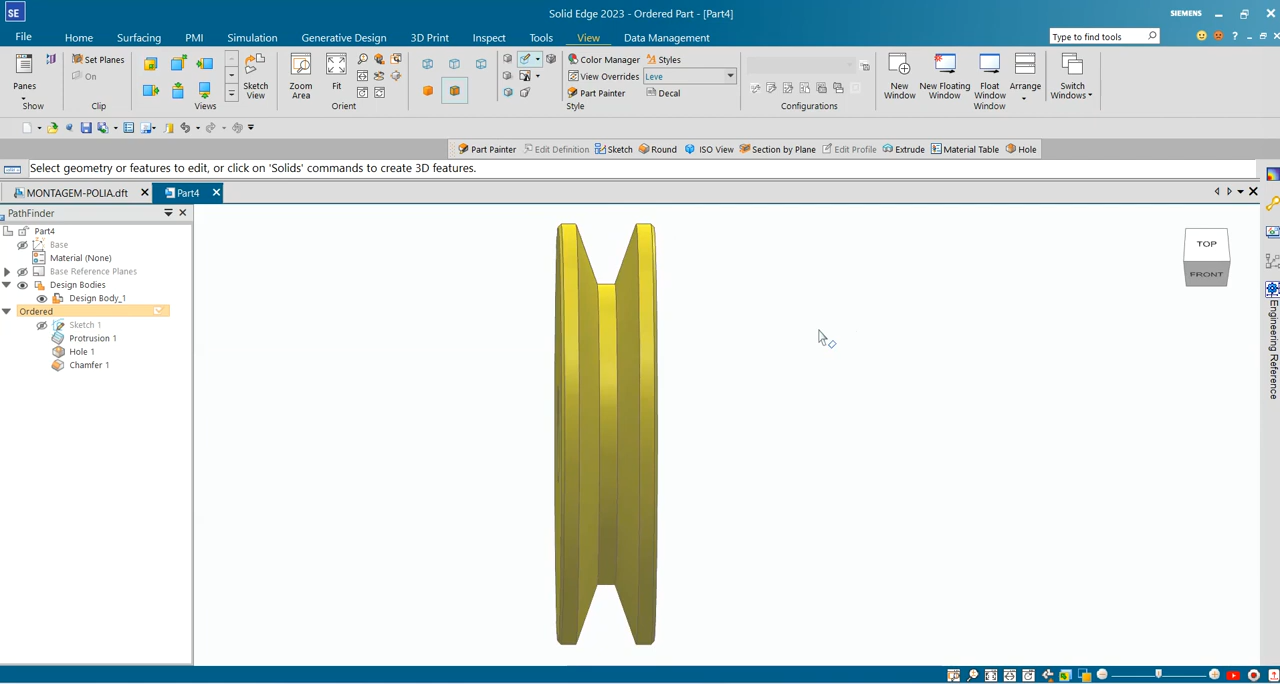 SE
Solid Edge 2023 - Ordered Part - [Part4]
SIEMENS
File Home Surfacing PMI Simulation Generative Design 3D Print Inspect Tools View Data Management
Type to find tools
Panes
Set Planes
On
Sketch View
Zoom Area
Fit
Color Manager
Styles
View Overrides
Leve
Part Painter
Decal
New Window
New Floating Window
Float Window
Arrange
Switch Windows
Show
Clip
Views
Orient
Style
Configurations
Window
Part Painter Edit Definition Sketch Round ISO View Section by Plane Edit Profile Extrude Material Table Hole
Select geometry or features to edit, or click on 'Solids' commands to create 3D features.
MONTAGEM-POLIA.dft
Part4
PathFinder
Part4
Base
Material (None)
Base Reference Planes
Design Bodies
Design Body_1
Ordered
Sketch 1
Protrusion 1
Hole 1
Chamfer 1
TOP
FRONT
Engineering Reference